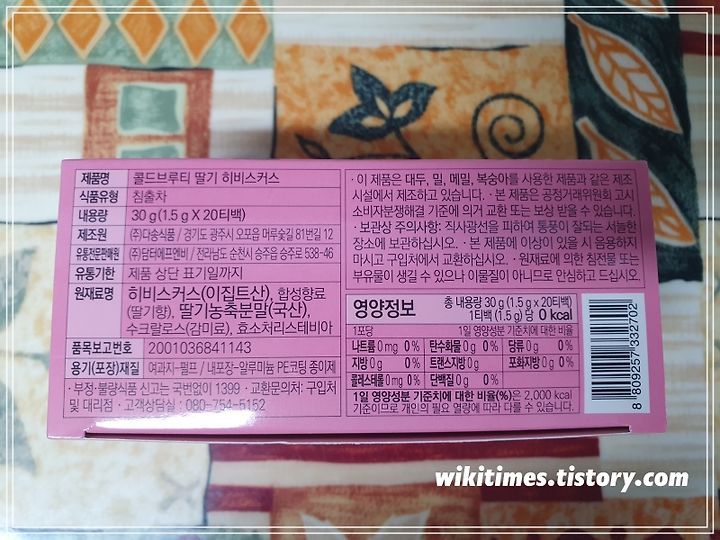 제품명 콜드브루티 딸기 히비스커스
식품유형 침출차
내용량 30 g(1.5 g X 20티백)
제조원 (주)다송식품 / 경기도 광주시 오포읍 머루숯길 81번길 12
유통전문판매원 (주)담터에프엔비 / 전라남도 순천시 승주읍 승주로 538-46
유통기한 제품 상단 표기일까지
원재료명 히비스커스(이집트산), 합성향료
(딸기향), 딸기농축분말(국산),
수크랄로스(감미료), 효소처리스테비아
품목보고번호 2001036841143
용기(포장)재질 여과지-펄프 / 내포장-알루미늄 PE코팅 종이제
· 부정·불량식품 신고는 국번없이 1399 · 교환문의처: 구입처
및 대리점 · 고객상담실 : 080-754-5152
· 이 제품은 대두, 밀, 메밀, 복숭아를 사용한 제품과 같은 제조
시설에서 제조하고 있습니다. · 본 제품은 공정거래위원회 고시
소비자분쟁해결 기준에 의거 교환 또는 보상 받을 수 있습니다.
· 보관상 주의사항: 직사광선을 피하여 통풍이 잘되는 서늘한
장소에 보관하십시오. · 본 제품에 이상이 있을 시 음용하지
마시고 구입처에서 교환하십시오. · 원재료에 의한 침전물 또는
부유물이 생길 수 있으나 이물질이 아니므로 안심하고 드십시오.
영양정보 총 내용량 30 g (1.5 g x 20티백)
1티백 (1.5 g) 당 0 kcal
1포당 1일 영양성분 기준치에 대한 비율
나트륨 0 mg 0% 탄수화물 0 g 0% 당류 0 g 0%
지방 0 g 0% 트랜스지방 0 g 포화지방 0 g 0%
콜레스테롤 0 mg 0% 단백질 0 g 0%
1일 영양성분 기준치에 대한 비율(%)은 2,000 kcal
기준이므로 개인의 필요 열량에 따라 다를 수 있습니다.
8 809257 332702
wikitimes.tistory.com